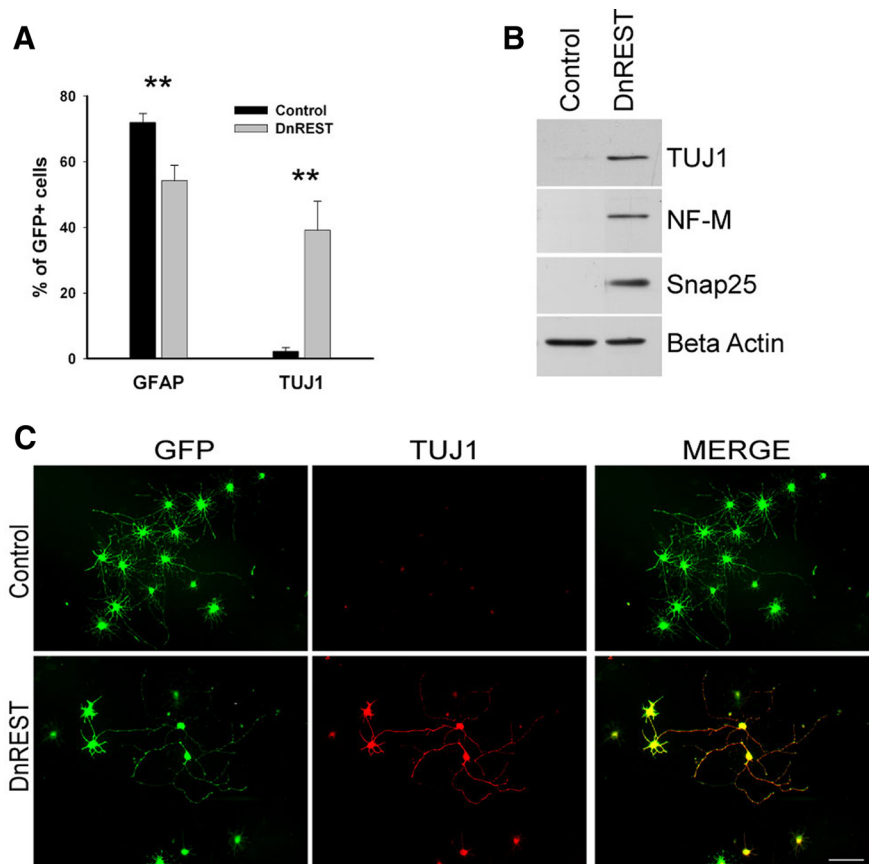 A
**
**
Control
DnREST
% of GFP+ cells
80
60
40
20
0
GFAP TUJ1
B
Control DnREST
TUJ1
NF-M
Snap25
Beta Actin
C
GFP TUJ1 MERGE
Control
DnREST